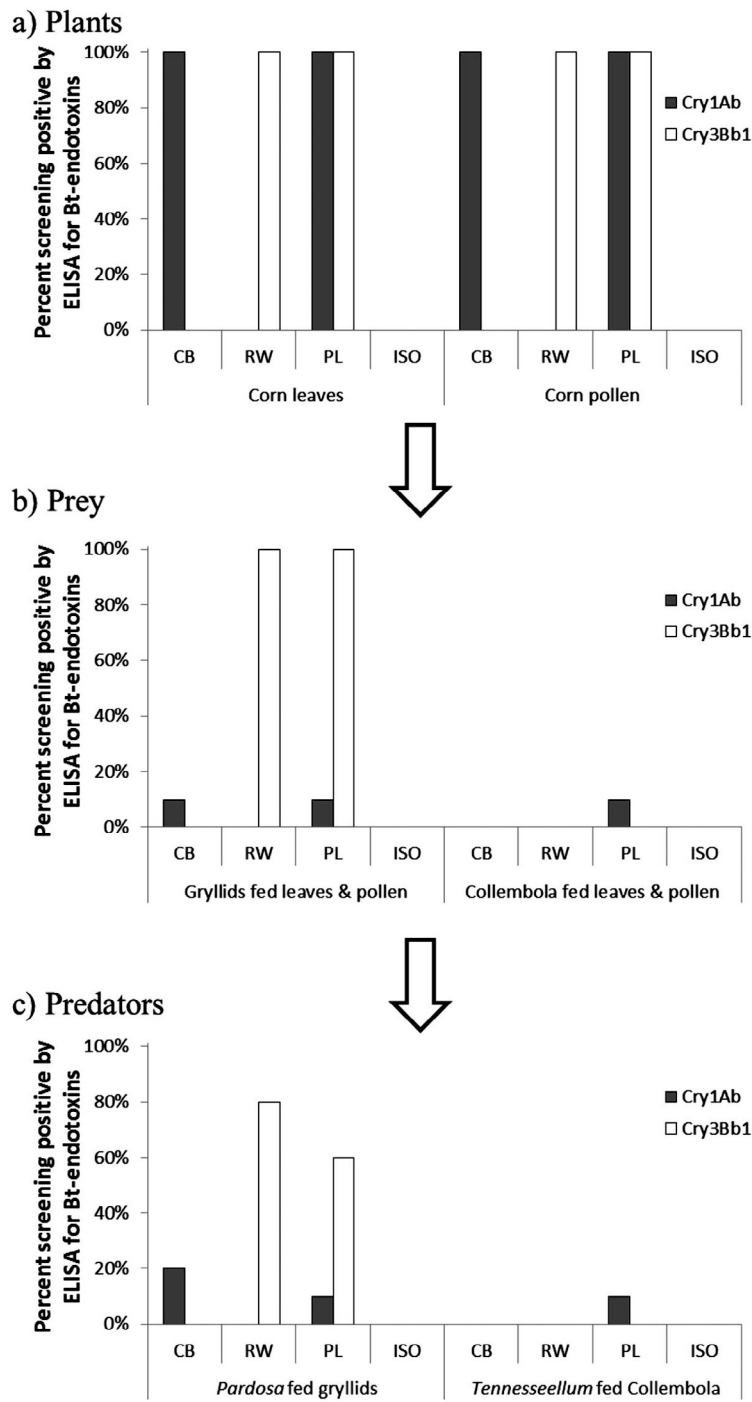 a) Plants
Percent screening positive by
ELISA for Bt-endotoxins
100%
80%
60%
40%
20%
0%
Cry1Ab
Cry3Bb1
CB RW PL ISO CB RW PL ISO
Corn leaves Corn pollen
b) Prey
Percent screening positive by
ELISA for Bt-endotoxins
100%
80%
60%
40%
20%
0%
Cry1Ab
Cry3Bb1
CB RW PL ISO CB RW PL ISO
Gryllids fed leaves & pollen Collembola fed leaves & pollen
c) Predators
Percent screening positive by
ELISA for Bt-endotoxins
100%
80%
60%
40%
20%
0%
Cry1Ab
Cry3Bb1
CB RW PL ISO CB RW PL ISO
Pardosa fed gryllids Tennesseellum fed Collembola